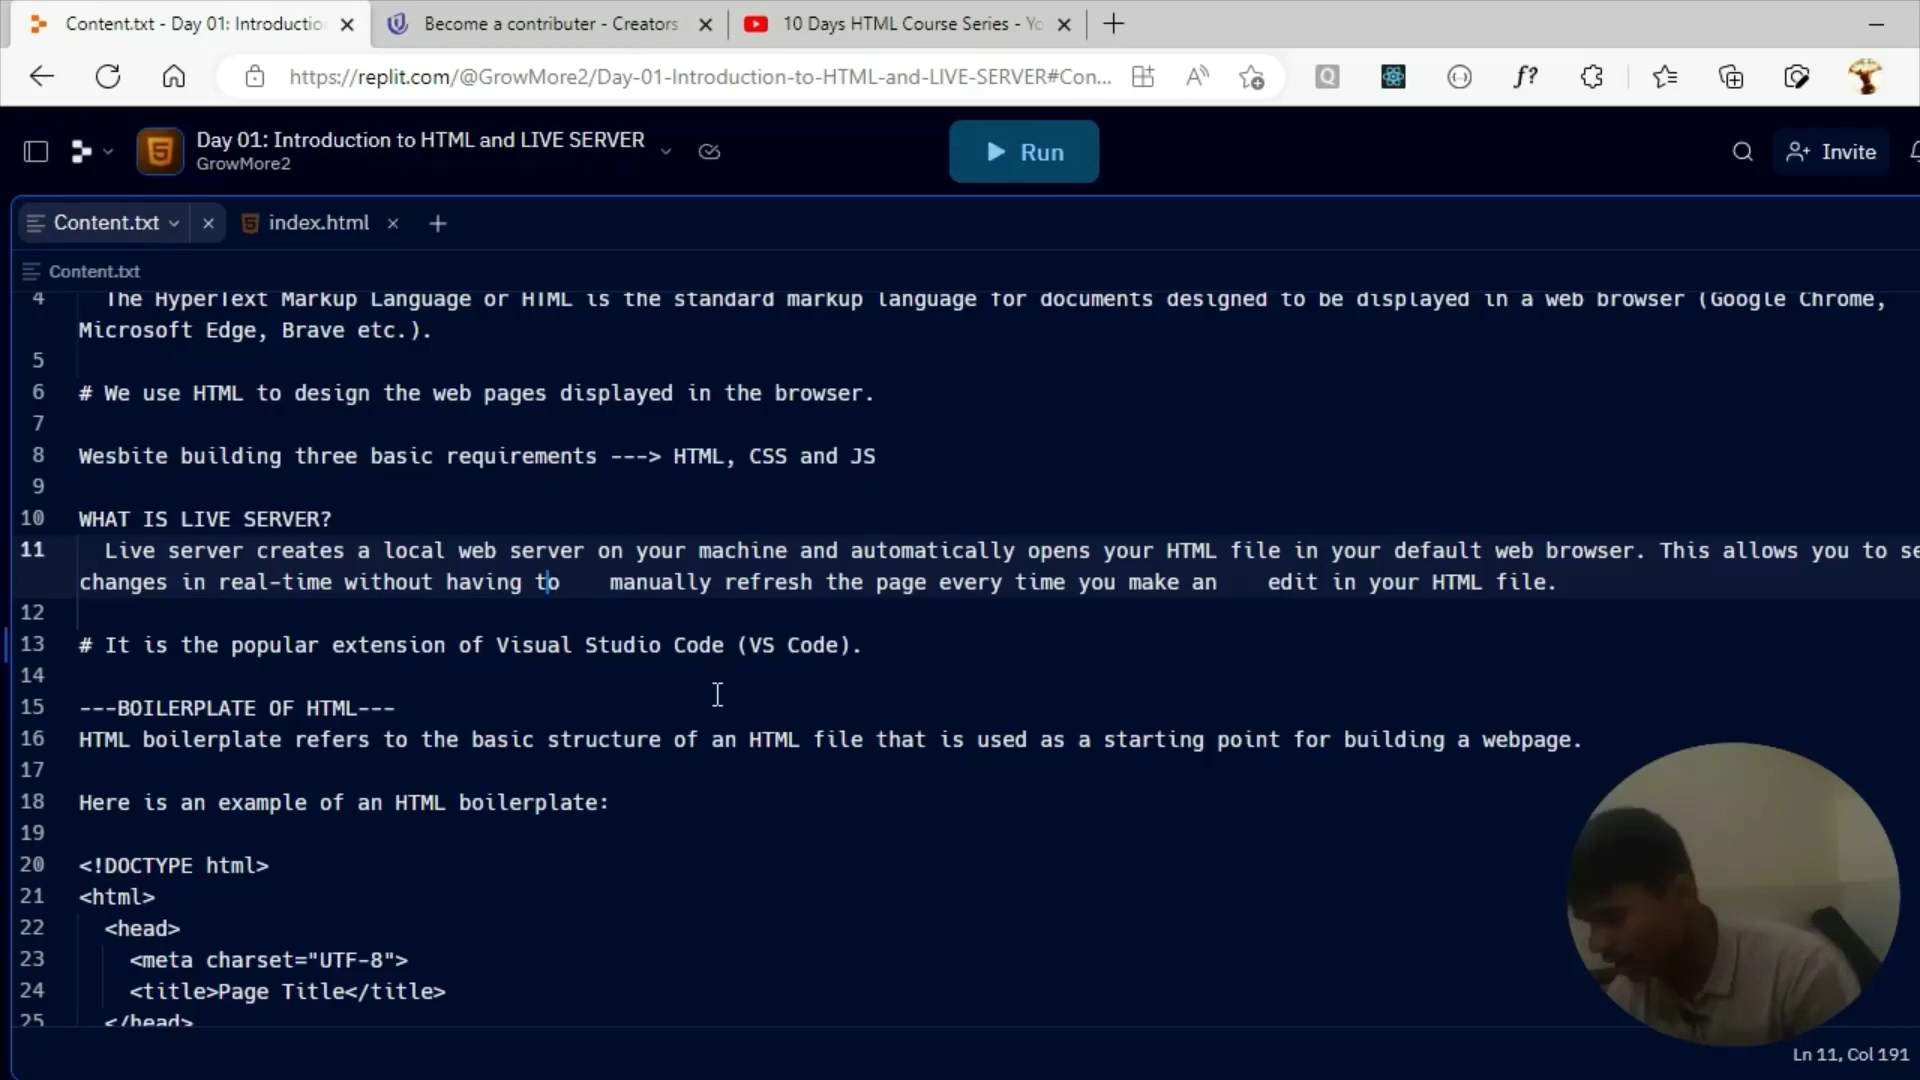 Content.txt - Day 01: Introductio
Become a contributer - Creators
10 Days HTML Course Series - Yo
https://replit.com/@GrowMore2/Day-01-Introduction-to-HTML-and-LIVE-SERVER#Con...
Day 01: Introduction to HTML and LIVE SERVER
GrowMore2
Run
Invite
Content.txt
index.html
Content.txt
4 The HyperText Markup Language or HTML is the standard markup language for documents designed to be displayed in a web browser (Google Chrome,
Microsoft Edge, Brave etc.).
5
6 # We use HTML to design the web pages displayed in the browser.
7
8 Wesbite building three basic requirements ---> HTML, CSS and JS
9
10 WHAT IS LIVE SERVER?
11 Live server creates a local web server on your machine and automatically opens your HTML file in your default web browser. This allows you to se
changes in real-time without having to manually refresh the page every time you make an edit in your HTML file.
12
13 # It is the popular extension of Visual Studio Code (VS Code).
14
15 ---BOILERPLATE OF HTML---
16 HTML boilerplate refers to the basic structure of an HTML file that is used as a starting point for building a webpage.
17
18 Here is an example of an HTML boilerplate:
19
20 <!DOCTYPE html>
21 <html>
22 <head>
23 <meta charset="UTF-8">
24 <title>Page Title</title>
25 </head>
Ln 11, Col 191